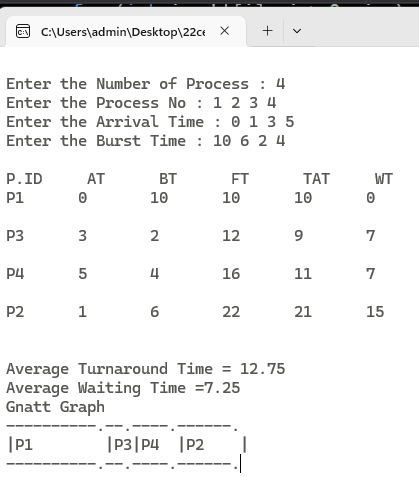 C:\Users\admin\Desktop\22ce
Enter the Number of Process : 4
Enter the Process No : 1 2 3 4
Enter the Arrival Time : 0 1 3 5
Enter the Burst Time : 10 6 2 4
P.ID AT BT FT TAT WT
P1 0 10 10 10 0
P3 3 2 12 9 7
P4 5 4 16 11 7
P2 1 6 22 21 15
Average Turnaround Time = 12.75
Average Waiting Time =7.25
Gnatt Graph
----------.--.----.------.
|P1        |P3|P4  |P2    |
----------.--.----.------.